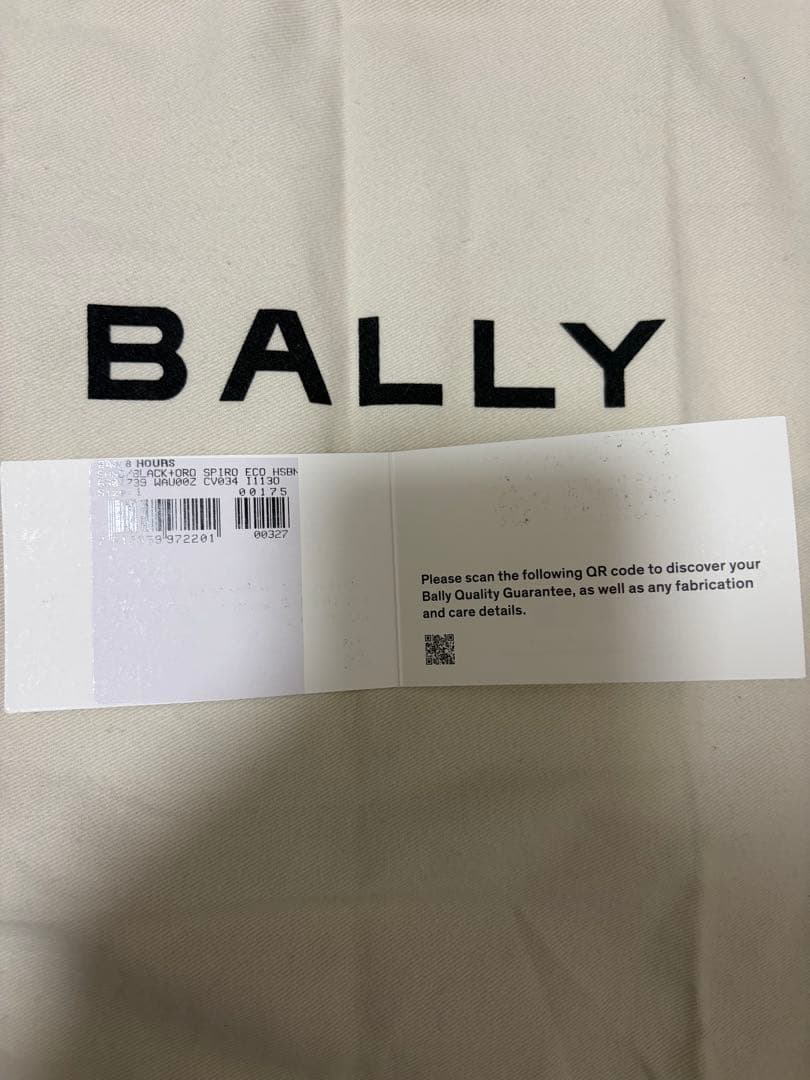 BALLY
8 HOURS
/BLACK+ORO SPIRO ECO HSBN
739 WAU00Z CV034 I1130
00175
972201
00327
Please scan the following QR code to discover your
Bally Quality Guarantee, as well as any fabrication
and care details.